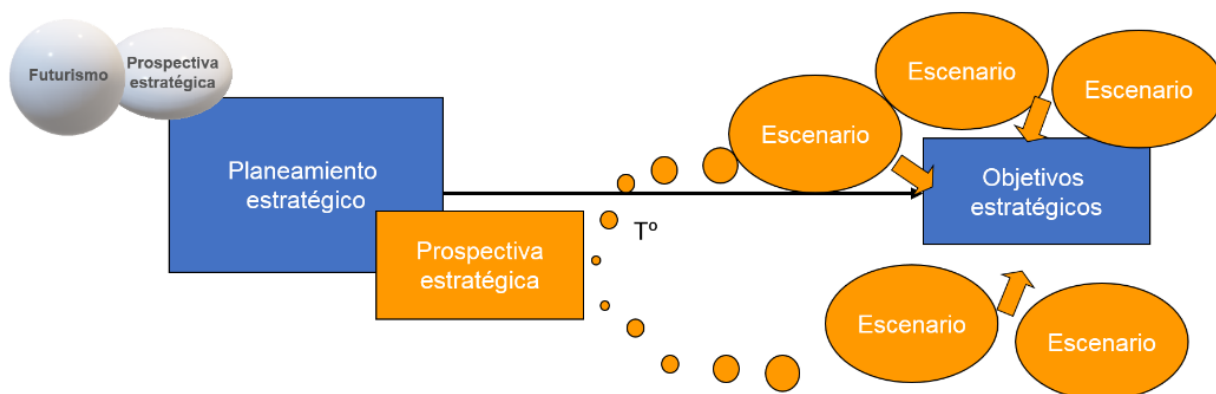 Futurismo
Prospectiva
estratégica
Planeamiento
estratégico
Prospectiva
estratégica
Tº
Escenario
Escenario
Escenario
Objetivos
estratégicos
Escenario
Escenario